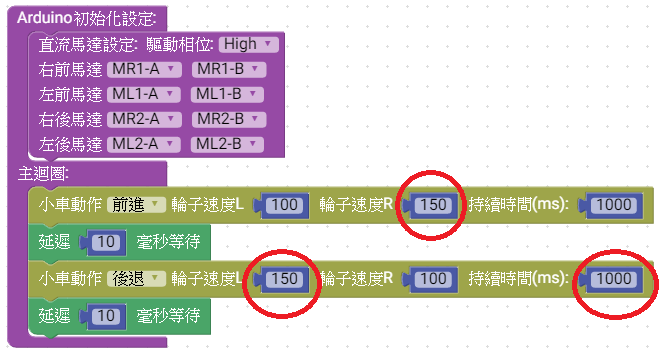 Arduino初始化設定:
直流馬達設定: 驅動相位: High
右前馬達 MR1-A MR1-B
左前馬達 ML1-A ML1-B
右後馬達 MR2-A MR2-B
左後馬達 ML2-A ML2-B
主迴圈:
小車動作 前進 輪子速度L 100 輪子速度R 150 持續時間(ms): 1000
延遲 10 毫秒等待
小車動作 後退 輪子速度L 150 輪子速度R 100 持續時間(ms): 1000
延遲 10 毫秒等待